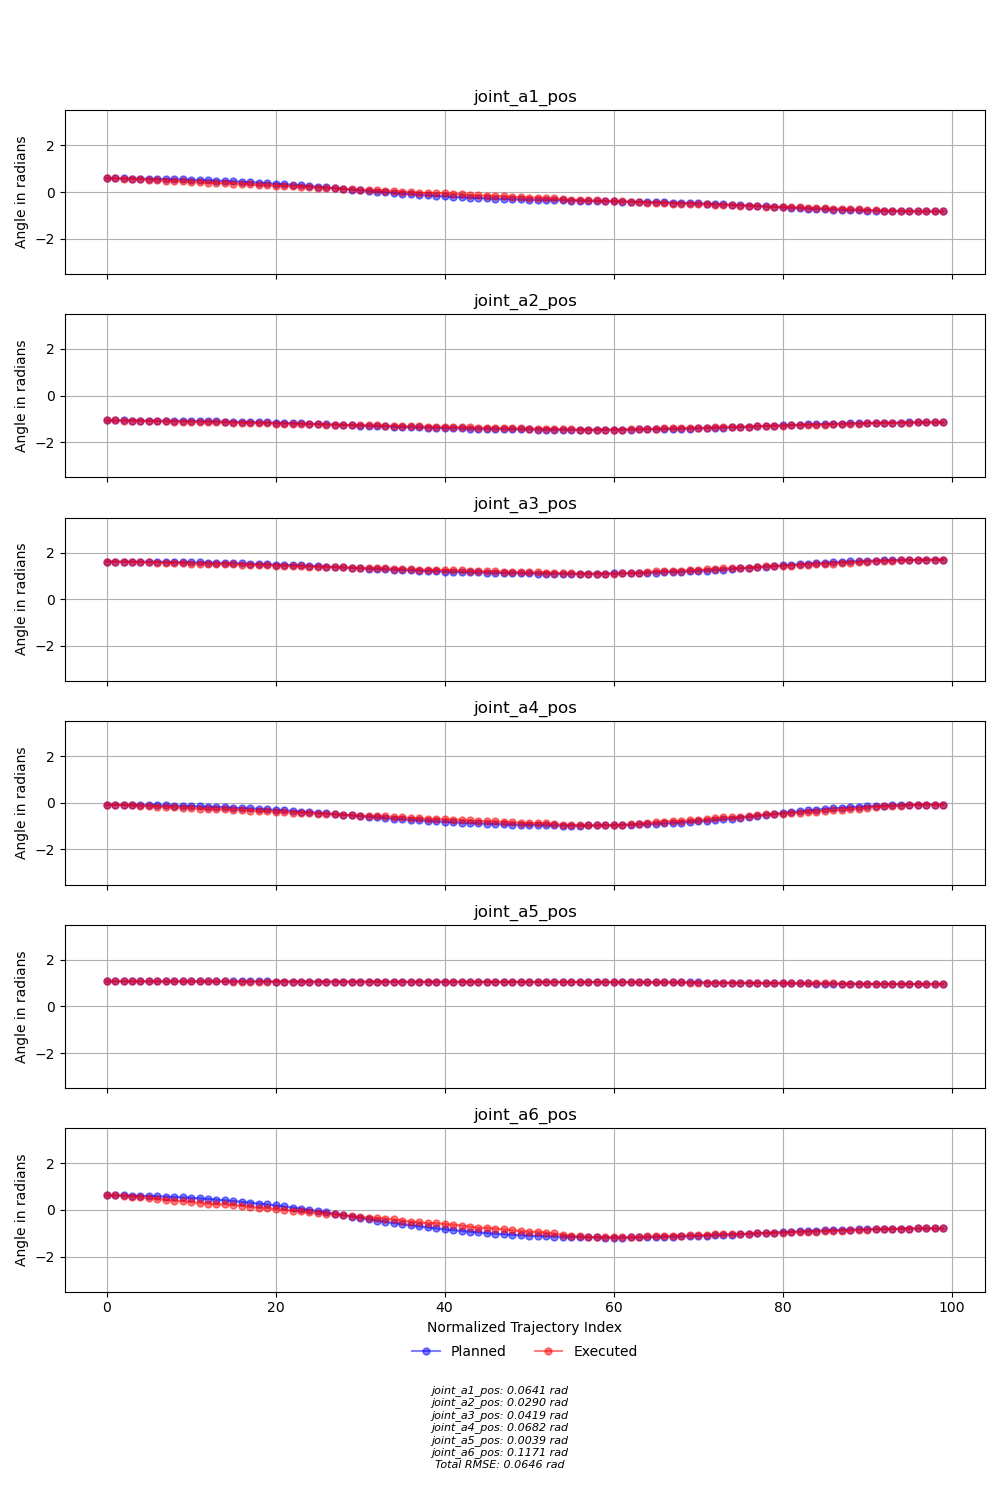 joint_a1_pos
Angle in radians
2
0
−2
joint_a2_pos
Angle in radians
2
0
−2
joint_a3_pos
Angle in radians
2
0
−2
joint_a4_pos
Angle in radians
2
0
−2
joint_a5_pos
Angle in radians
2
0
−2
joint_a6_pos
Angle in radians
2
0
−2
0 20 40 60 80 100
Normalized Trajectory Index
Planned Executed
joint_a1_pos: 0.0641 rad
joint_a2_pos: 0.0290 rad
joint_a3_pos: 0.0419 rad
joint_a4_pos: 0.0682 rad
joint_a5_pos: 0.0039 rad
joint_a6_pos: 0.1171 rad
Total RMSE: 0.0646 rad